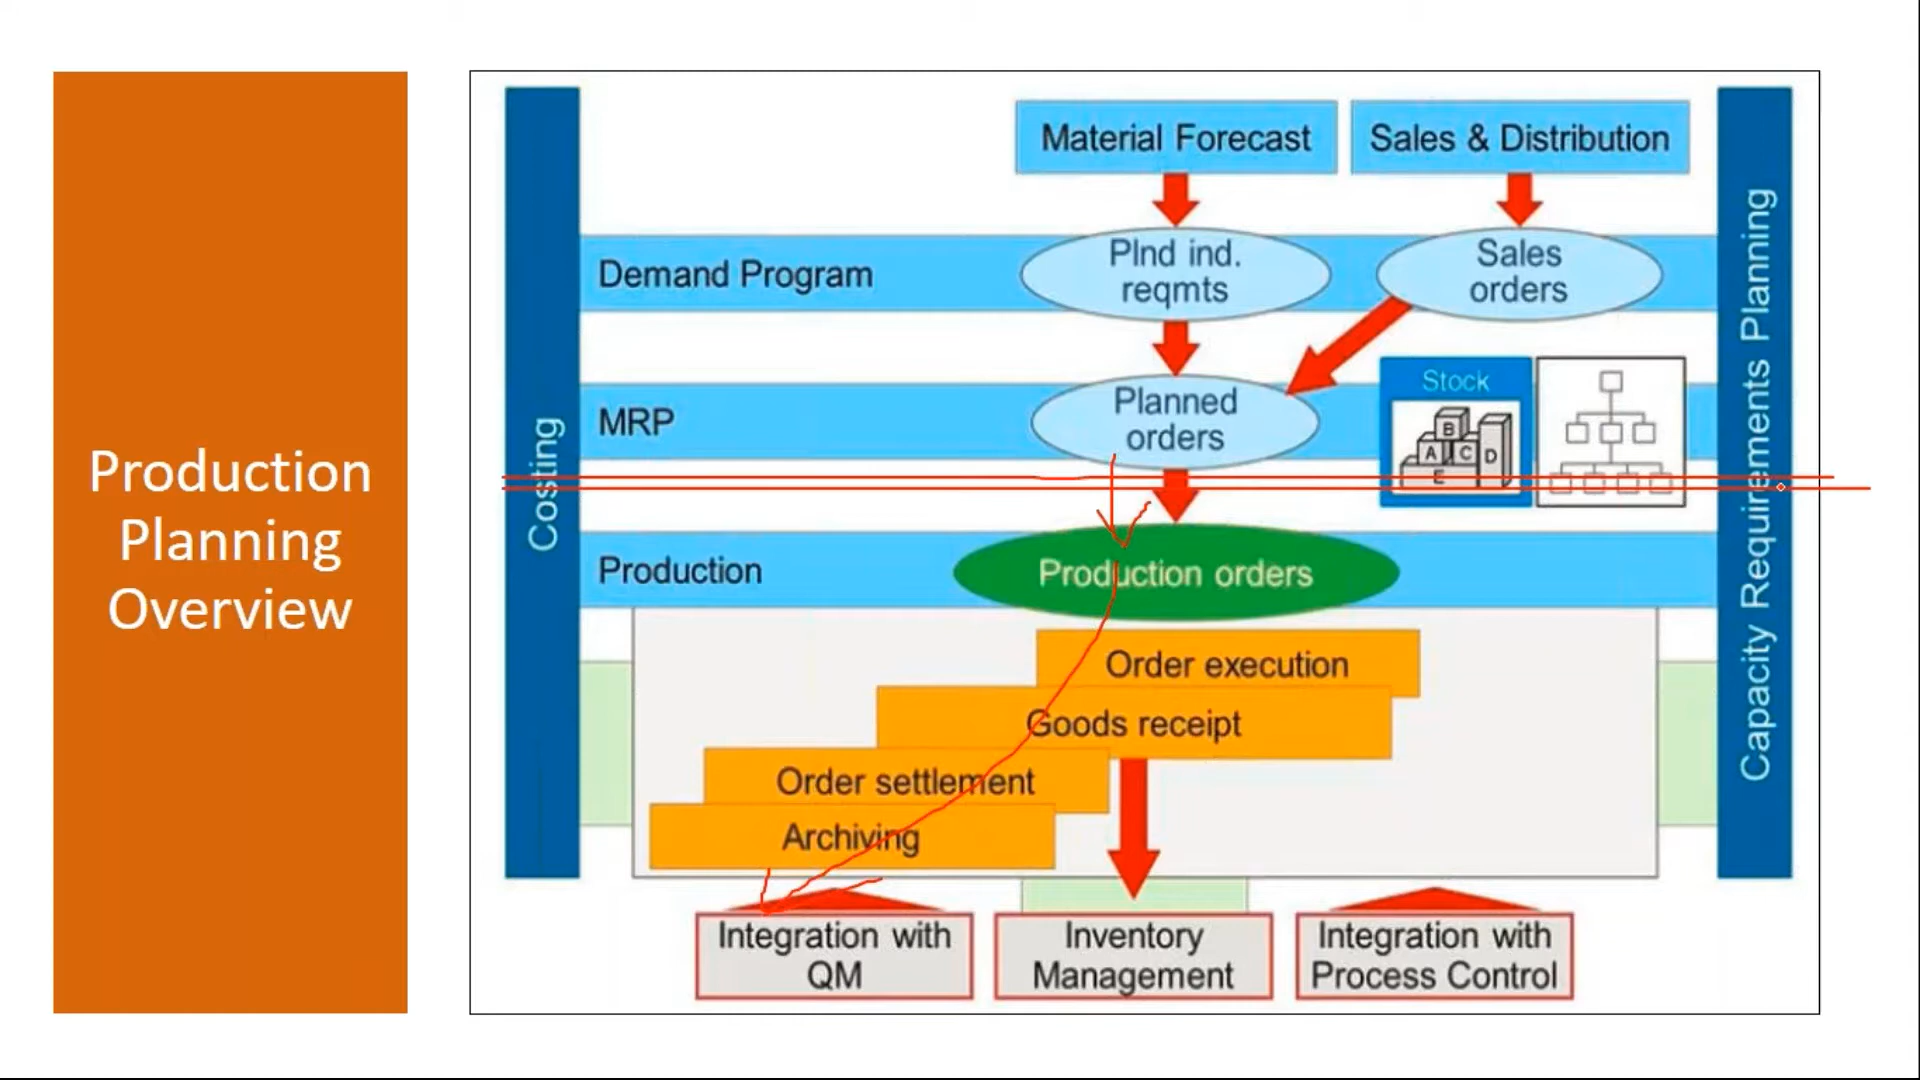 Production
Planning
Overview
Costing
Material Forecast
Sales & Distribution
Demand Program
Plnd ind.
reqmts
Sales
orders
MRP
Planned
orders
Stock
B
A
C
D
E
Production
Production orders
Order execution
Goods receipt
Order settlement
Archiving
Integration with
QM
Inventory
Management
Integration with
Process Control
Capacity Requirements Planning